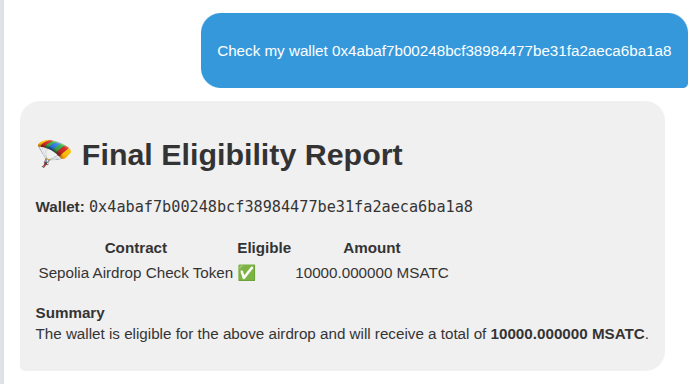 Check my wallet 0x4abaf7b00248bcf38984477be31fa2aeca6ba1a8
🪂 Final Eligibility Report
Wallet: 0x4abaf7b00248bcf38984477be31fa2aeca6ba1a8
Contract Eligible Amount
Sepolia Airdrop Check Token ✅ 10000.000000 MSATC
Summary
The wallet is eligible for the above airdrop and will receive a total of 10000.000000 MSATC.